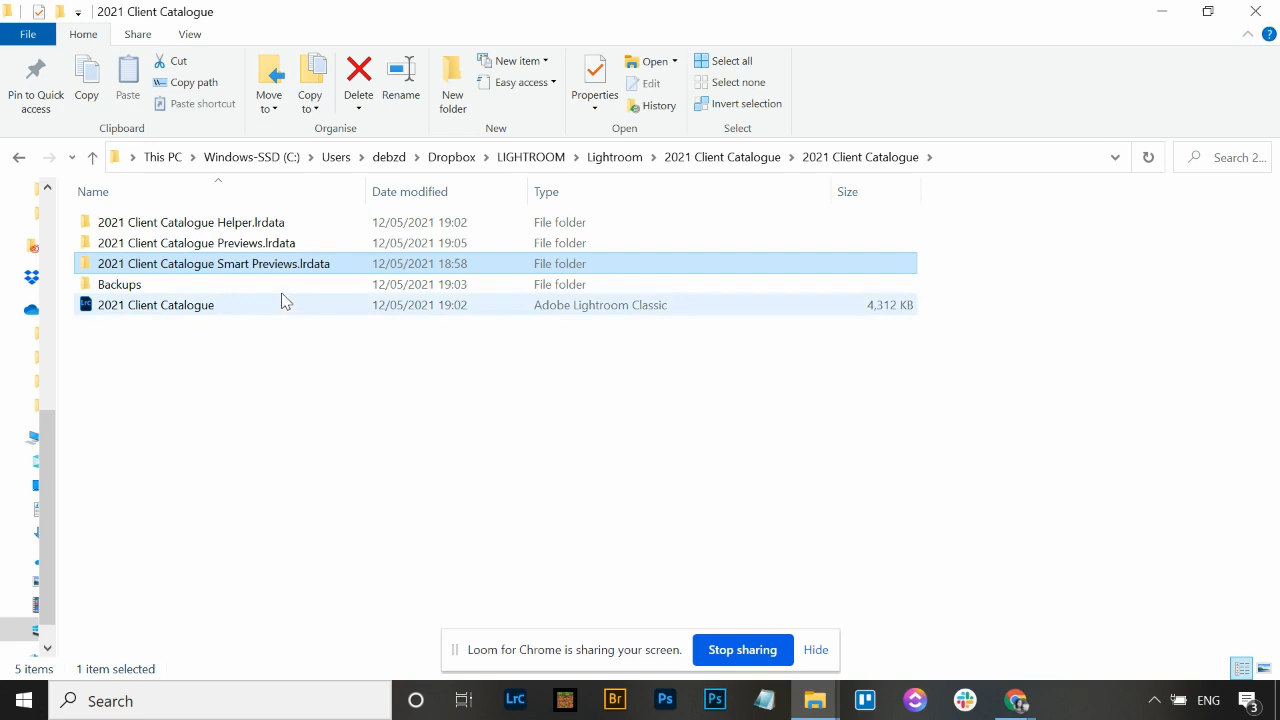 2021 Client Catalogue
File Home Share View
Pin to Quick access
Copy
Paste
Cut
Copy path
Paste shortcut
Clipboard
Move to
Copy to
Delete
Rename
Organise
New folder
New item
Easy access
New
Properties
Open
Edit
History
Open
Select all
Select none
Invert selection
Select
This PC Windows-SSD (C:) Users debzd Dropbox LIGHTROOM Lightroom 2021 Client Catalogue 2021 Client Catalogue
Search 2...
Name Date modified Type Size
2021 Client Catalogue Helper.lrdata 12/05/2021 19:02 File folder
2021 Client Catalogue Previews.lrdata 12/05/2021 19:05 File folder
2021 Client Catalogue Smart Previews.lrdata 12/05/2021 18:58 File folder
Backups 12/05/2021 19:03 File folder
Lrc 2021 Client Catalogue 12/05/2021 19:02 Adobe Lightroom Classic 4,312 KB
Loom for Chrome is sharing your screen. Stop sharing Hide
5 items 1 item selected
Search
LrC
Br
Ps
Ps
ENG
3